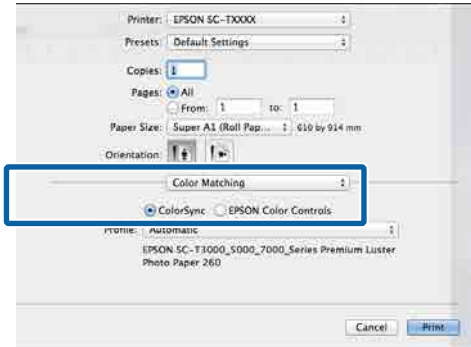 Printer: EPSON SC-TXXXX
Presets: Default Settings
Copies: 1
Pages: All
From: 1 to: 1
Paper Size: Super A1 (Roll Pap... 610 by 914 mm
Orientation:
Color Matching
ColorSync EPSON Color Controls
Profile: Automatic
EPSON SC-T3000_5000_7000_Series Premium Luster
Photo Paper 260
Cancel Print